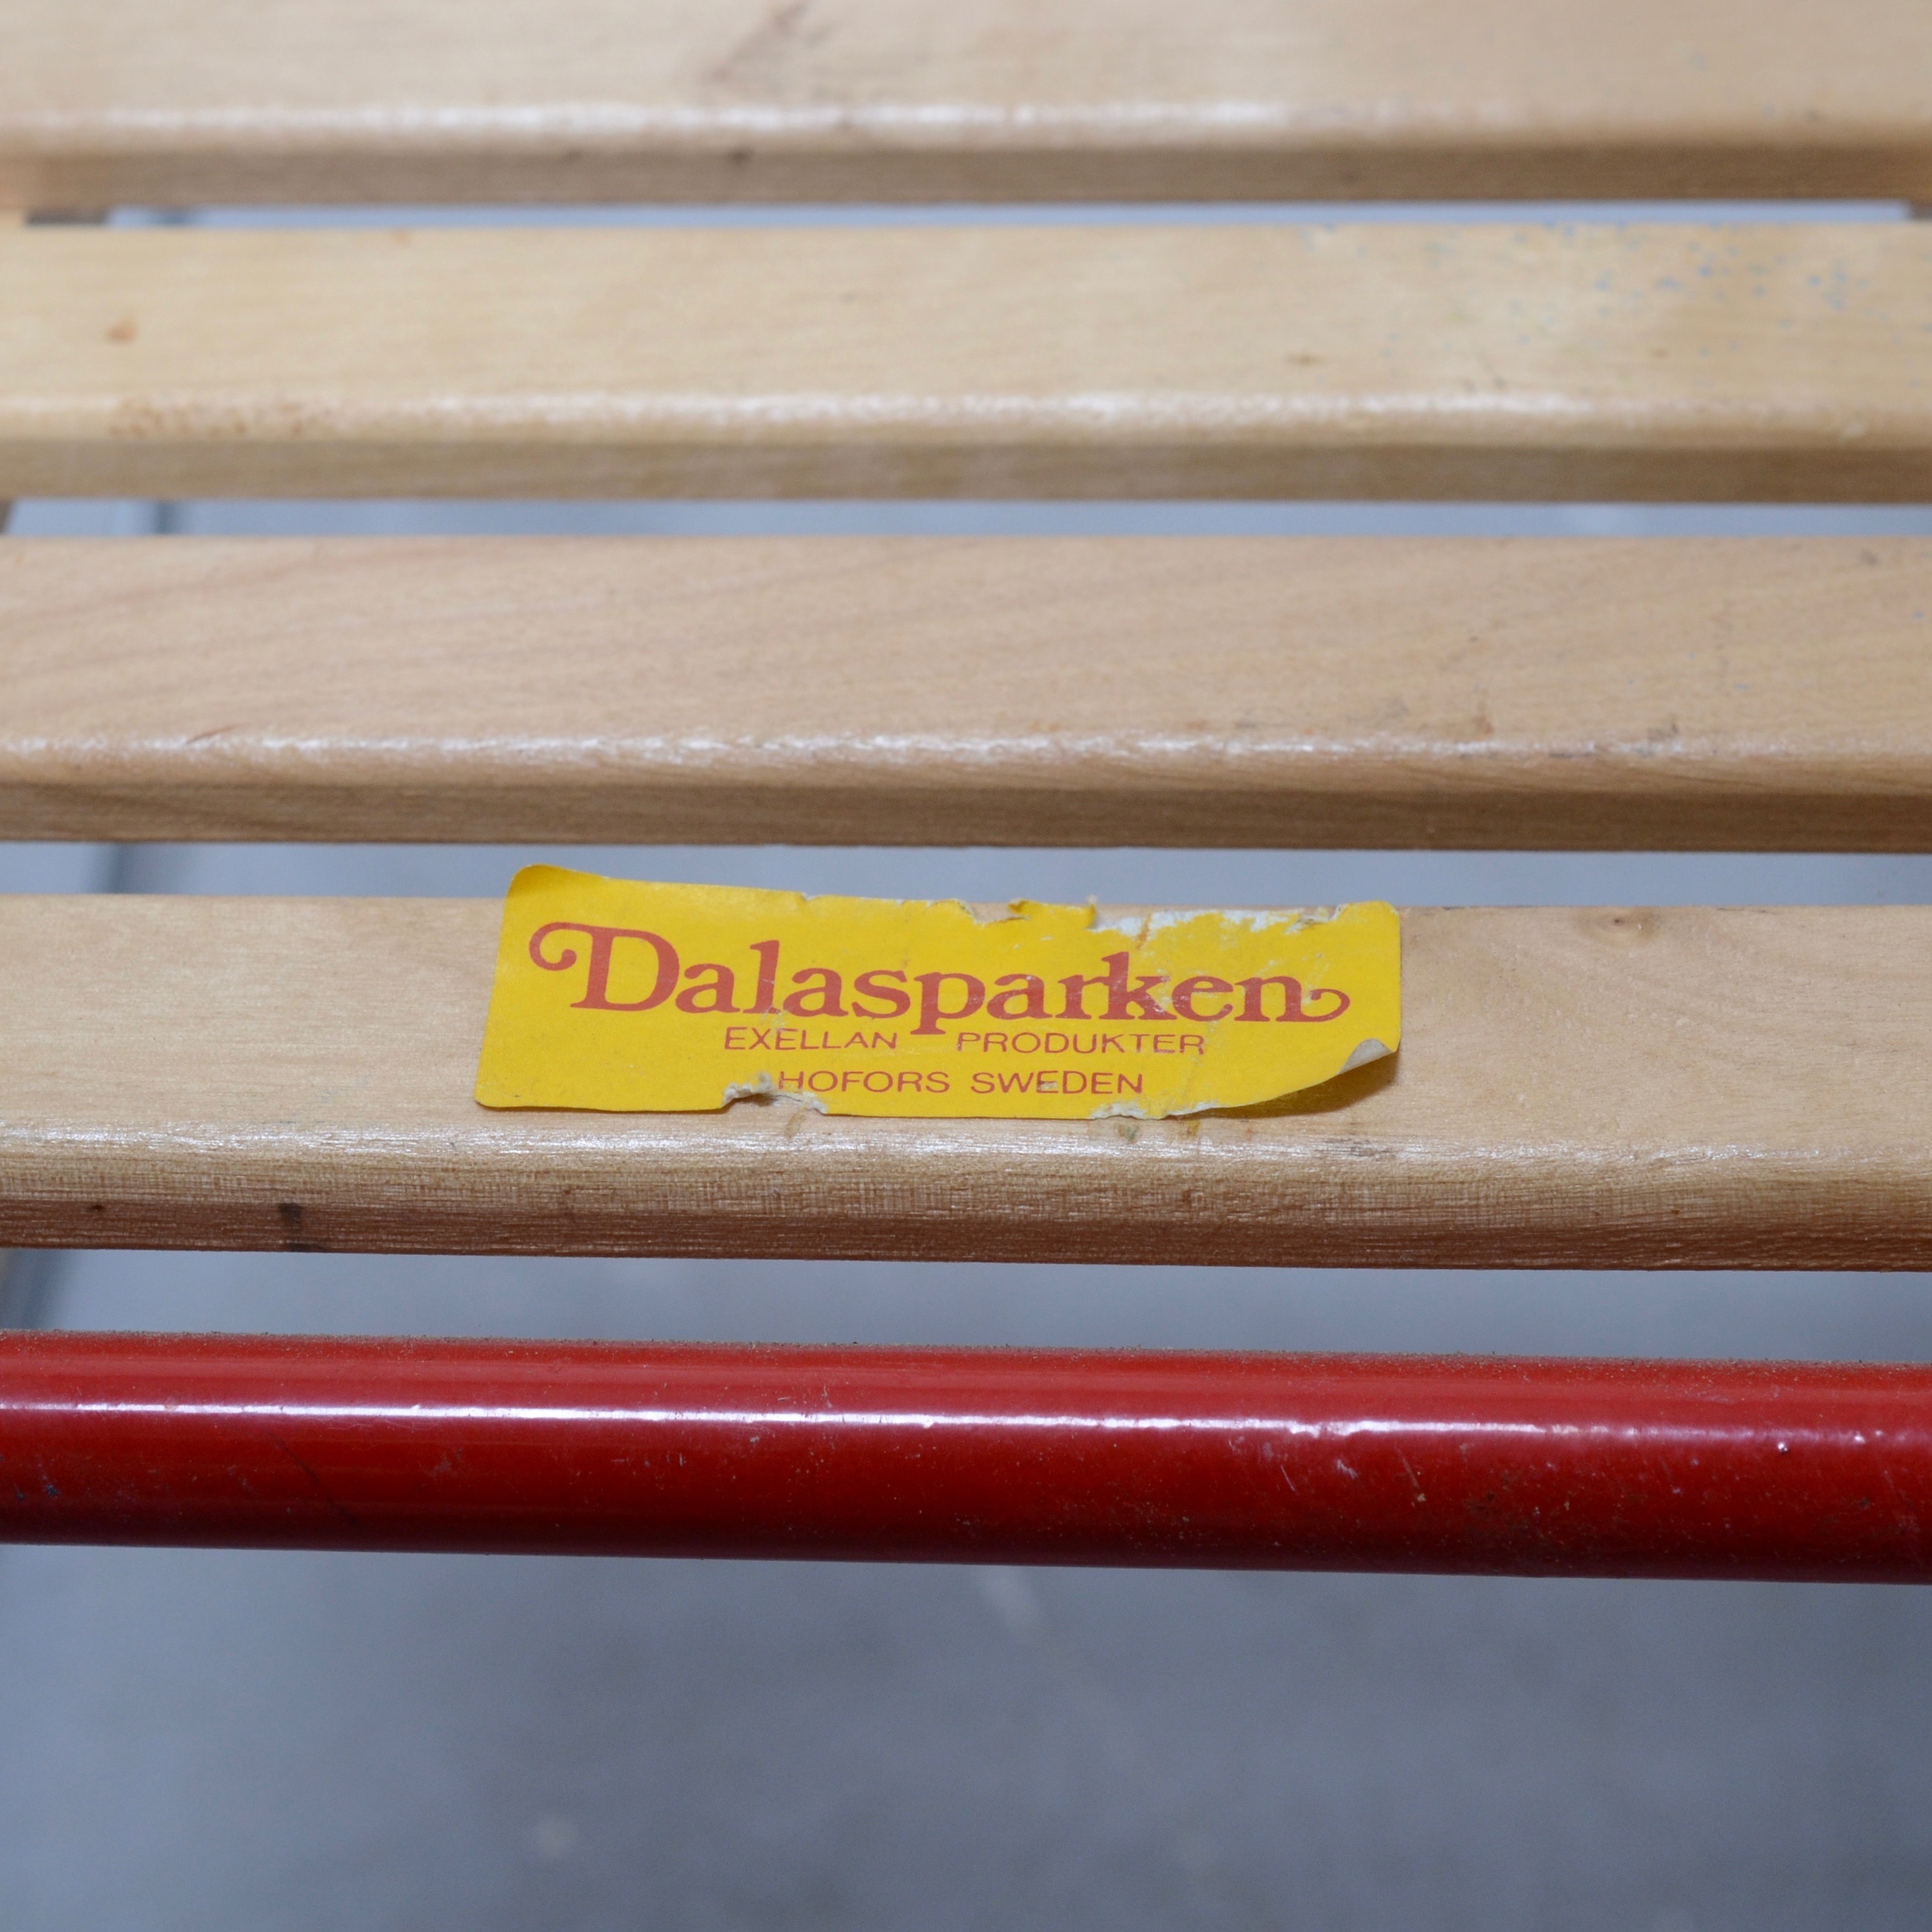 Dalasparken
EXELLAN PRODUKTER
HOFORS SWEDEN